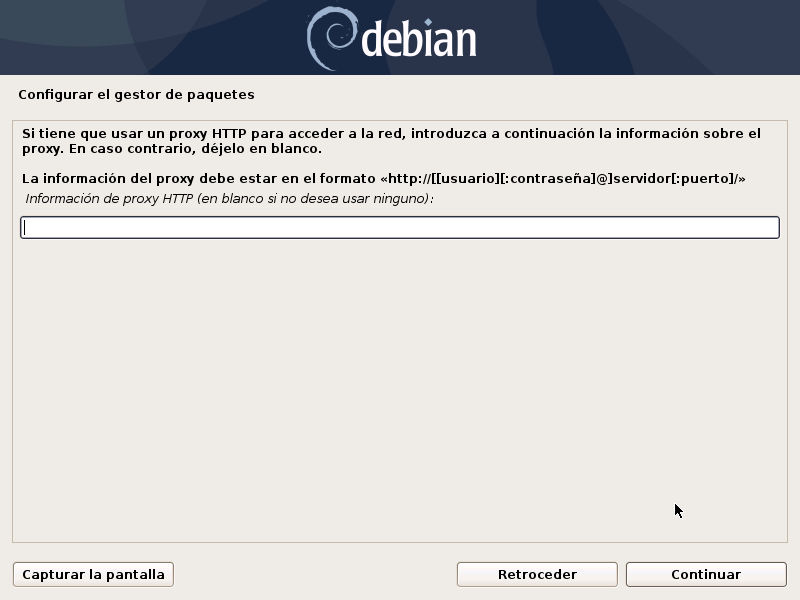 debian
Configurar el gestor de paquetes
Si tiene que usar un proxy HTTP para acceder a la red, introduzca a continuación la información sobre el
proxy. En caso contrario, déjelo en blanco.
La información del proxy debe estar en el formato «http://[[usuario][:contraseña]@]servidor[:puerto]/»
Información de proxy HTTP (en blanco si no desea usar ninguno):
Capturar la pantalla
Retroceder
Continuar